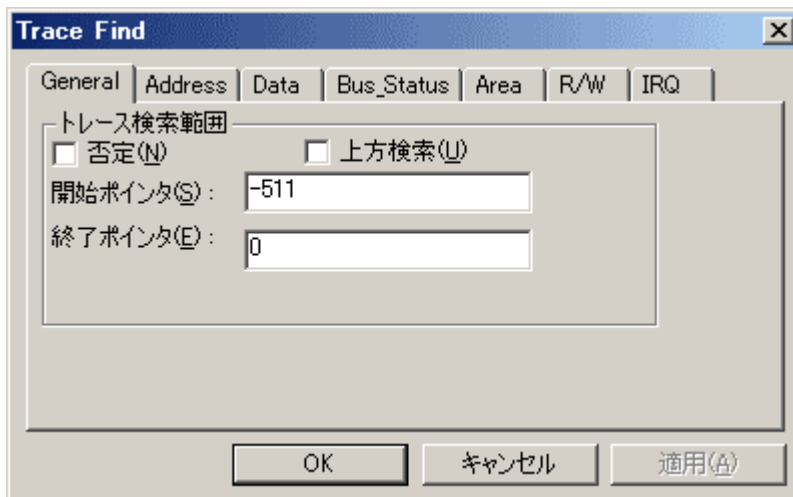 Trace Find
General Address Data Bus_Status Area R/W IRQ
トレース検索範囲
否定(N) 上方検索(U)
開始ポインタ(S) : -511
終了ポインタ(E) : 0
OK キャンセル 適用(A)